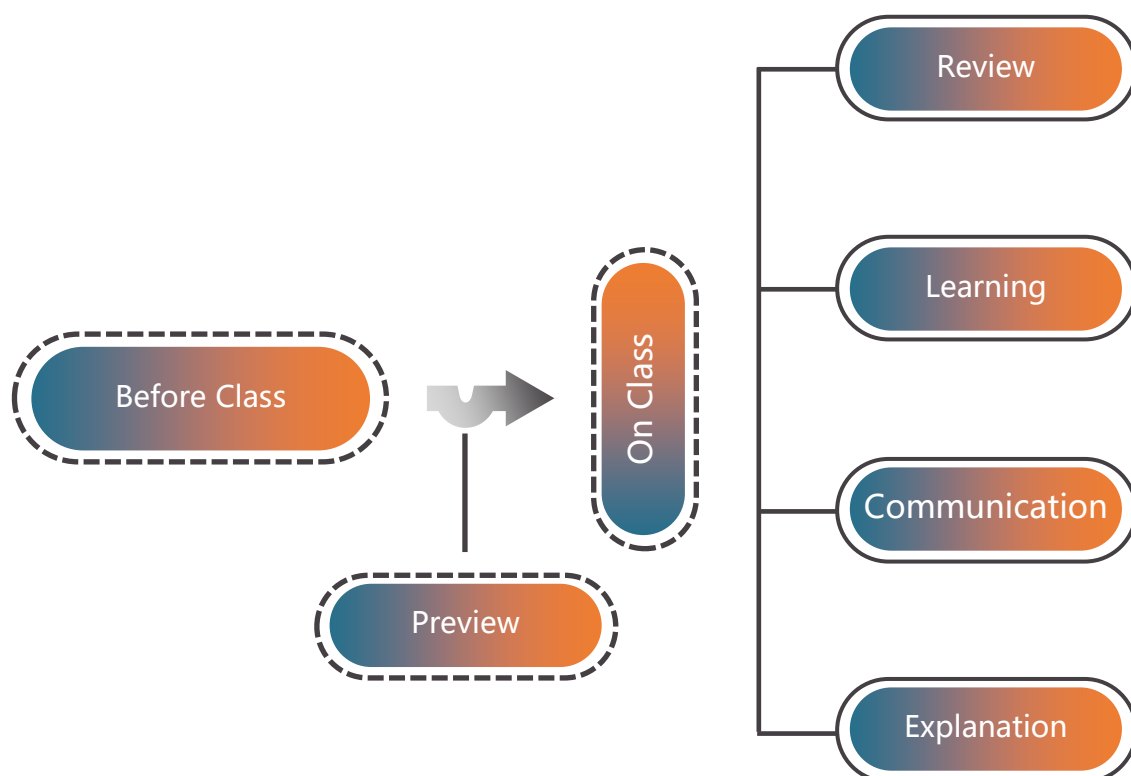 Before Class
Preview
On Class
Review
Learning
Communication
Explanation